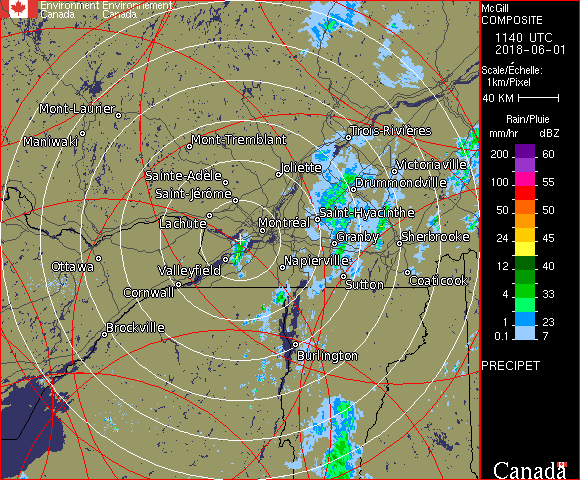 Environment Environnement
Canada Canada
McGill
COMPOSITE
1140 UTC
2018-06-01
Scale/Échelle:
1km/Pixel
40 KM
Rain/Pluie
mm/hr dBZ
200 60
100 55
50 50
24 45
12 40
4 33
1 23
0.1 7
PRECIPET
Canada
Mont-Laurier
Maniwaki
Mont-Tremblant
Trois-Rivières
Sainte-Adèle
Joliette
Victoriaville
Saint-Jérôme
Drummondville
Lachute
Montréal
Saint-Hyacinthe
Granby
Sherbrooke
Ottawa
Valleyfield
Napierville
Cornwall
Sutton
Coaticook
Brockville
Burlington